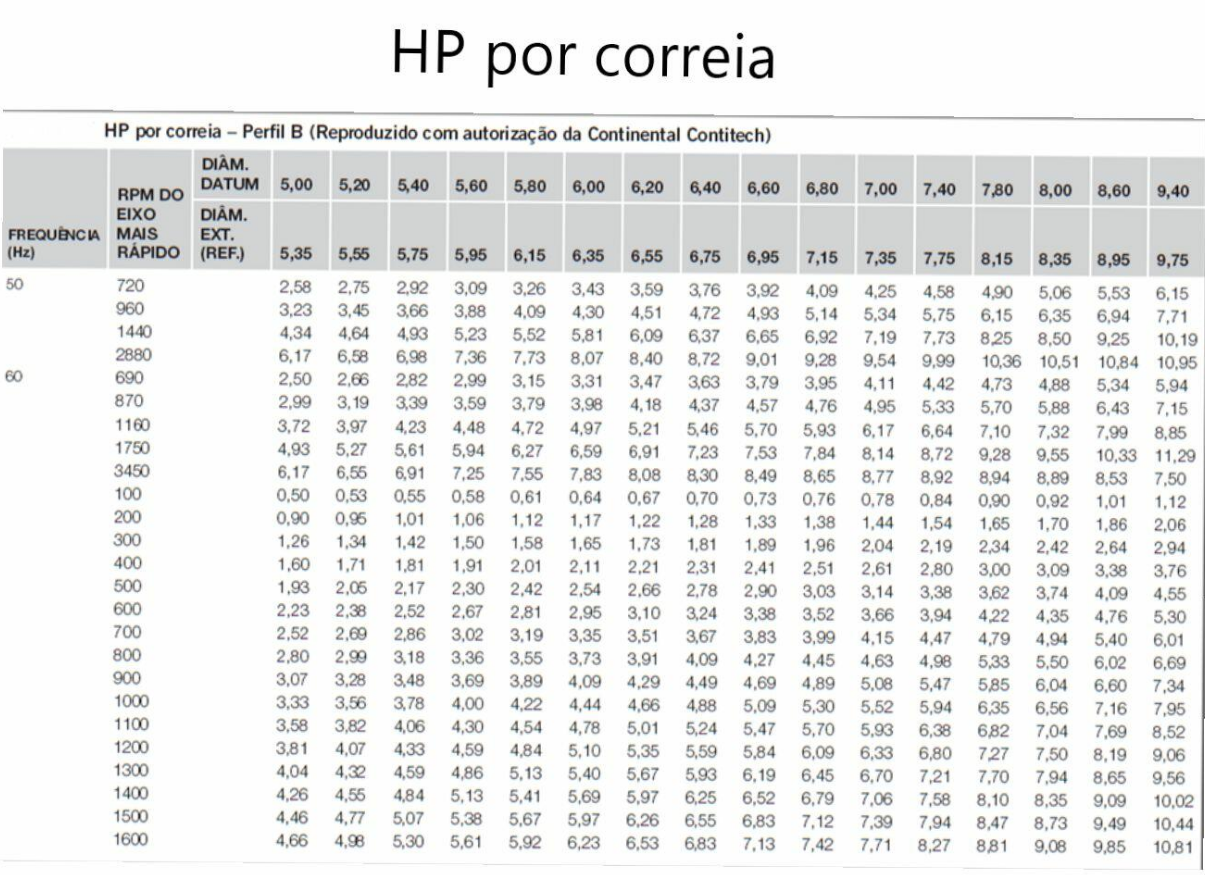 HP por correia
HP por correia – Perfil B (Reproduzido com autorização da Continental Contitech)
FREQUÊNCIA (Hz) RPM DO EIXO MAIS RÁPIDO DIÂM. DATUM 5,00 5,20 5,40 5,60 5,80 6,00 6,20 6,40 6,60 6,80 7,00 7,40 7,80 8,00 8,60 9,40
DIÂM. EXT. (REF.) 5,35 5,55 5,75 5,95 6,15 6,35 6,55 6,75 6,95 7,15 7,35 7,75 8,15 8,35 8,95 9,75
50 720 2,58 2,75 2,92 3,09 3,26 3,43 3,59 3,76 3,92 4,09 4,25 4,58 4,90 5,06 5,53 6,15
960 3,23 3,45 3,66 3,88 4,09 4,30 4,51 4,72 4,93 5,14 5,34 5,75 6,15 6,35 6,94 7,71
1440 4,34 4,64 4,93 5,23 5,52 5,81 6,09 6,37 6,65 6,92 7,19 7,73 8,25 8,50 9,25 10,19
2880 6,17 6,58 6,98 7,36 7,73 8,07 8,40 8,72 9,01 9,28 9,54 9,99 10,36 10,51 10,84 10,95
60 690 2,50 2,66 2,82 2,99 3,15 3,31 3,47 3,63 3,79 3,95 4,11 4,42 4,73 4,88 5,34 5,94
870 2,99 3,19 3,39 3,59 3,79 3,98 4,18 4,37 4,57 4,76 4,95 5,33 5,70 5,88 6,43 7,15
1160 3,72 3,97 4,23 4,48 4,72 4,97 5,21 5,46 5,70 5,93 6,17 6,64 7,10 7,32 7,99 8,85
1750 4,93 5,27 5,61 5,94 6,27 6,59 6,91 7,23 7,53 7,84 8,14 8,72 9,28 9,55 10,33 11,29
3450 6,17 6,55 6,91 7,25 7,55 7,83 8,08 8,30 8,49 8,65 8,77 8,92 8,94 8,89 8,53 7,50
100 0,50 0,53 0,55 0,58 0,61 0,64 0,67 0,70 0,73 0,76 0,78 0,84 0,90 0,92 1,01 1,12
200 0,90 0,95 1,01 1,06 1,12 1,17 1,22 1,28 1,33 1,38 1,44 1,54 1,65 1,70 1,86 2,06
300 1,26 1,34 1,42 1,50 1,58 1,65 1,73 1,81 1,89 1,96 2,04 2,19 2,34 2,42 2,64 2,94
400 1,60 1,71 1,81 1,91 2,01 2,11 2,21 2,31 2,41 2,51 2,61 2,80 3,00 3,09 3,38 3,76
500 1,93 2,05 2,17 2,30 2,42 2,54 2,66 2,78 2,90 3,03 3,14 3,38 3,62 3,74 4,09 4,55
600 2,23 2,38 2,52 2,67 2,81 2,95 3,10 3,24 3,38 3,52 3,66 3,94 4,22 4,35 4,76 5,30
700 2,52 2,69 2,86 3,02 3,19 3,35 3,51 3,67 3,83 3,99 4,15 4,47 4,79 4,94 5,40 6,01
800 2,80 2,99 3,18 3,36 3,55 3,73 3,91 4,09 4,27 4,45 4,63 4,98 5,33 5,50 6,02 6,69
900 3,07 3,28 3,48 3,69 3,89 4,09 4,29 4,49 4,69 4,89 5,08 5,47 5,85 6,04 6,60 7,34
1000 3,33 3,56 3,78 4,00 4,22 4,44 4,66 4,88 5,09 5,30 5,52 5,94 6,35 6,56 7,16 7,95
1100 3,58 3,82 4,06 4,30 4,54 4,78 5,01 5,24 5,47 5,70 5,93 6,38 6,82 7,04 7,69 8,52
1200 3,81 4,07 4,33 4,59 4,84 5,10 5,35 5,59 5,84 6,09 6,33 6,80 7,27 7,50 8,19 9,06
1300 4,04 4,32 4,59 4,86 5,13 5,40 5,67 5,93 6,19 6,45 6,70 7,21 7,70 7,94 8,65 9,56
1400 4,26 4,55 4,84 5,13 5,41 5,69 5,97 6,25 6,52 6,79 7,06 7,58 8,10 8,35 9,09 10,02
1500 4,46 4,77 5,07 5,38 5,67 5,97 6,26 6,55 6,83 7,12 7,39 7,94 8,47 8,73 9,49 10,44
1600 4,66 4,98 5,30 5,61 5,92 6,23 6,53 6,83 7,13 7,42 7,71 8,27 8,81 9,08 9,85 10,81